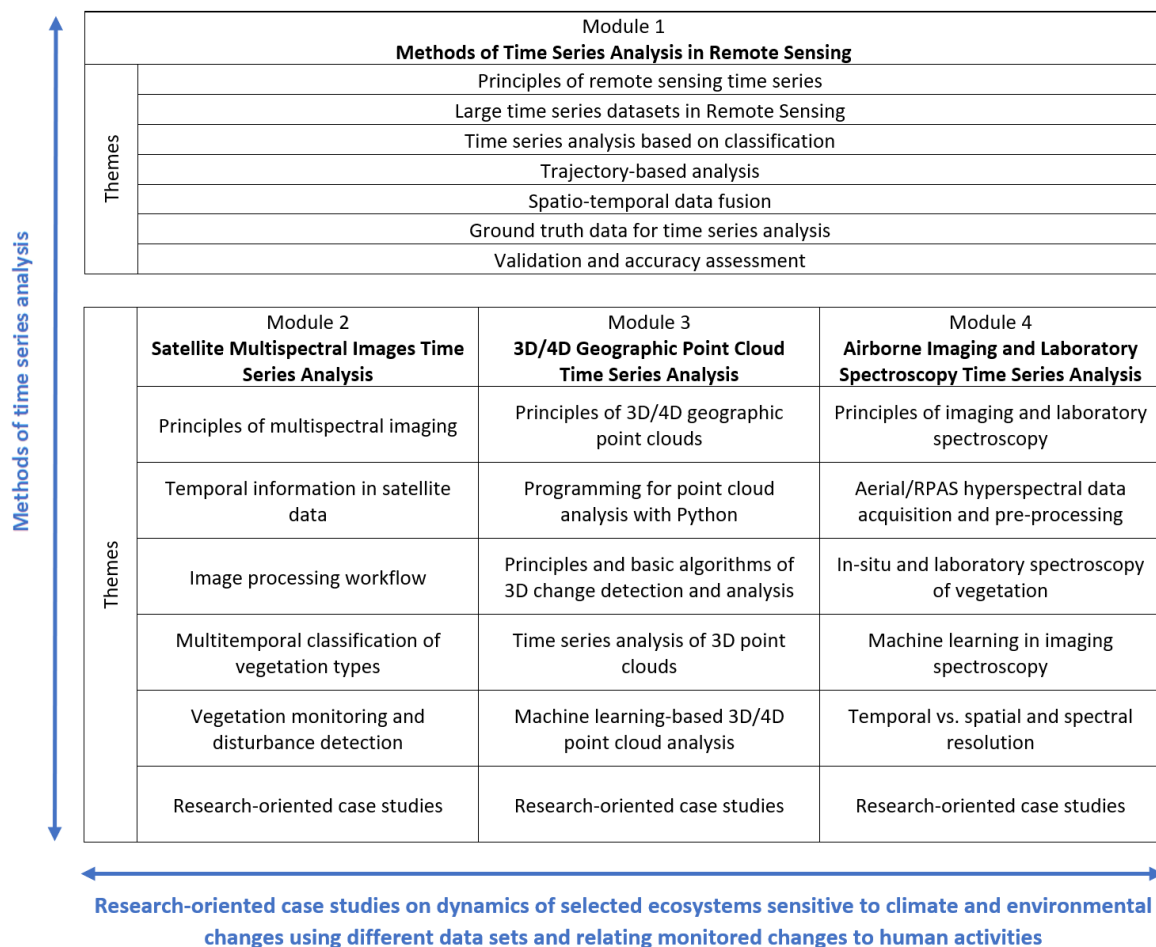 Methods of time series analysis
Module 1
Methods of Time Series Analysis in Remote Sensing
Themes
Principles of remote sensing time series
Large time series datasets in Remote Sensing
Time series analysis based on classification
Trajectory-based analysis
Spatio-temporal data fusion
Ground truth data for time series analysis
Validation and accuracy assessment
Themes
Module 2
Satellite Multispectral Images Time
Series Analysis
Module 3
3D/4D Geographic Point Cloud
Time Series Analysis
Module 4
Airborne Imaging and Laboratory
Spectroscopy Time Series Analysis
Principles of multispectral imaging
Principles of 3D/4D geographic
point clouds
Principles of imaging and laboratory
spectroscopy
Temporal information in satellite
data
Programming for point cloud
analysis with Python
Aerial/RPAS hyperspectral data
acquisition and pre-processing
Image processing workflow
Principles and basic algorithms of
3D change detection and analysis
In-situ and laboratory spectroscopy
of vegetation
Multitemporal classification of
vegetation types
Time series analysis of 3D point
clouds
Machine learning in imaging
spectroscopy
Vegetation monitoring and
disturbance detection
Machine learning-based 3D/4D
point cloud analysis
Temporal vs. spatial and spectral
resolution
Research-oriented case studies
Research-oriented case studies
Research-oriented case studies
Research-oriented case studies on dynamics of selected ecosystems sensitive to climate and environmental
changes using different data sets and relating monitored changes to human activities